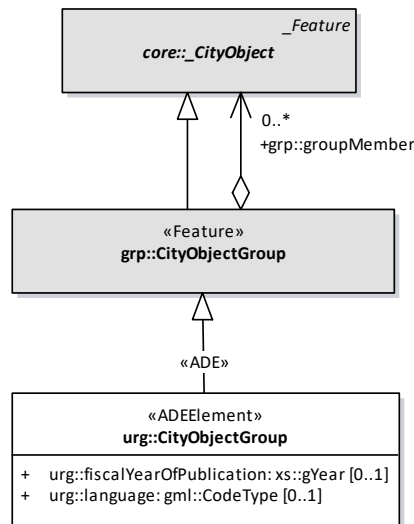 _Feature
core::_CityObject
0..*
+grp::groupMember
«Feature»
grp::CityObjectGroup
«ADE»
«ADEElement»
urg::CityObjectGroup
+ urg::fiscalYearOfPublication: xs::gYear [0..1]
+ urg::language: gml::CodeType [0..1]